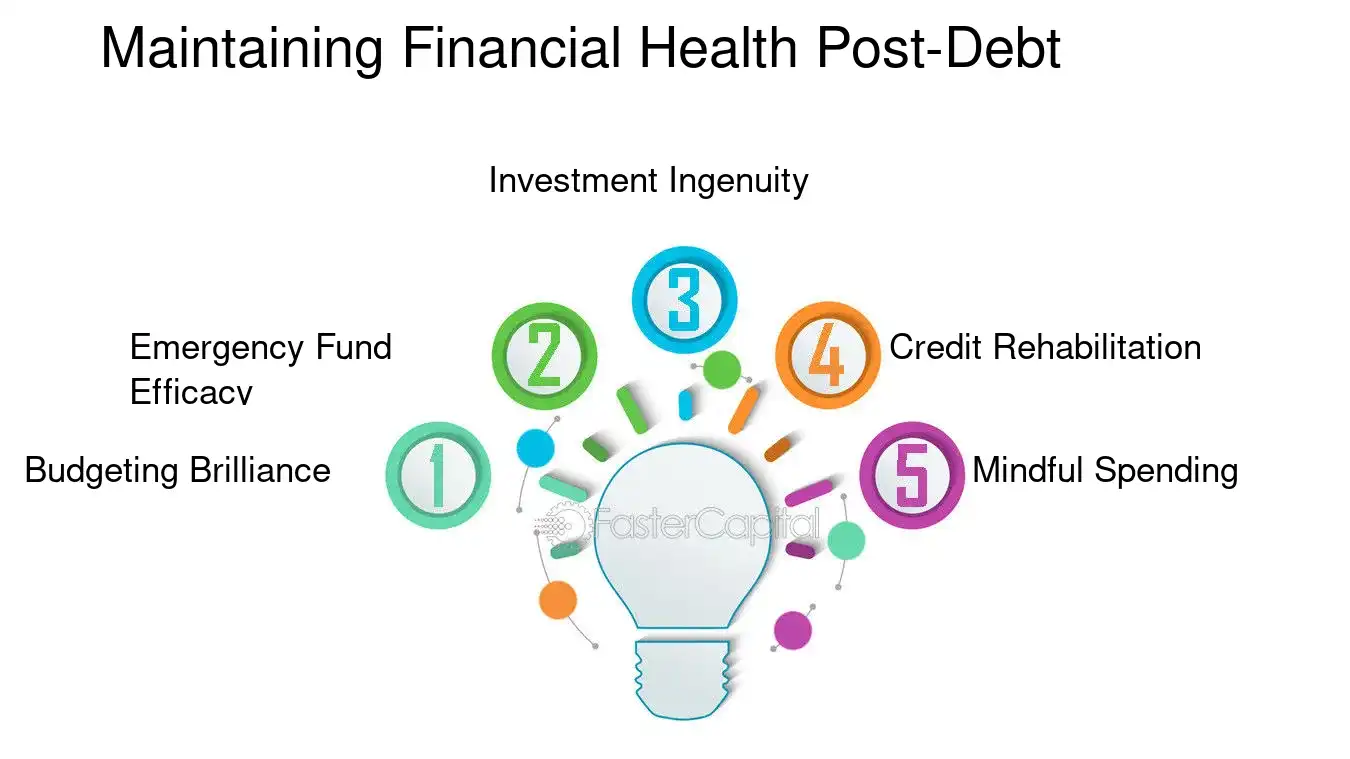 Maintaining Financial Health Post-Debt
Investment Ingenuity
3
2
4
Emergency Fund
Efficacy
Credit Rehabilitation
1
5
Budgeting Brilliance
Mindful Spending
FasterCapital